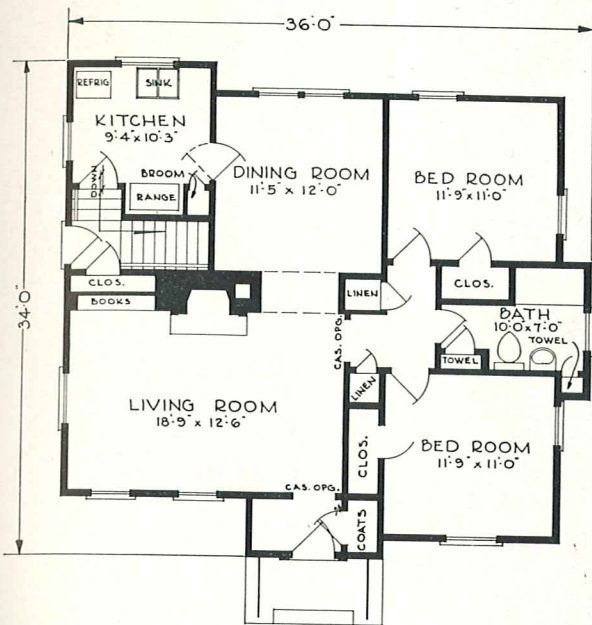 36'-0"
REFRIG
SINK
KITCHEN
9'-4" x 10'-3"
DOWN
BROOM
RANGE
DINING ROOM
11'-5" x 12'-0"
BED ROOM
11'-9" x 11'-0"
CLOS.
BOOKS
LINEN
CLOS.
BATH
10'-0" x 7'-0"
TOWEL
TOWEL
CAS. OPG.
34'-0"
LIVING ROOM
18'-9" x 12'-6"
LINEN
CLOS.
BED ROOM
11'-9" x 11'-0"
CAS. OPG.
COATS